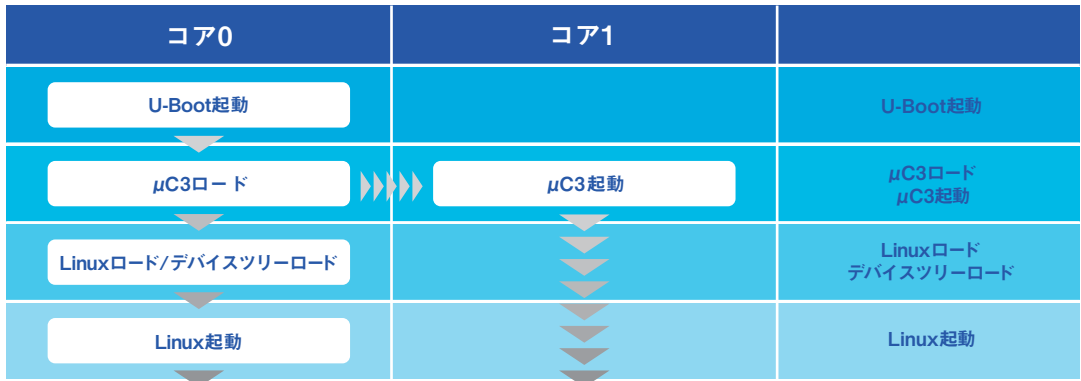 コア0
コア1
U-Boot起動
U-Boot起動
μC3ロード
μC3起動
μC3ロード
μC3起動
Linuxロード/デバイスツリーロード
Linuxロード
デバイスツリーロード
Linux起動
Linux起動